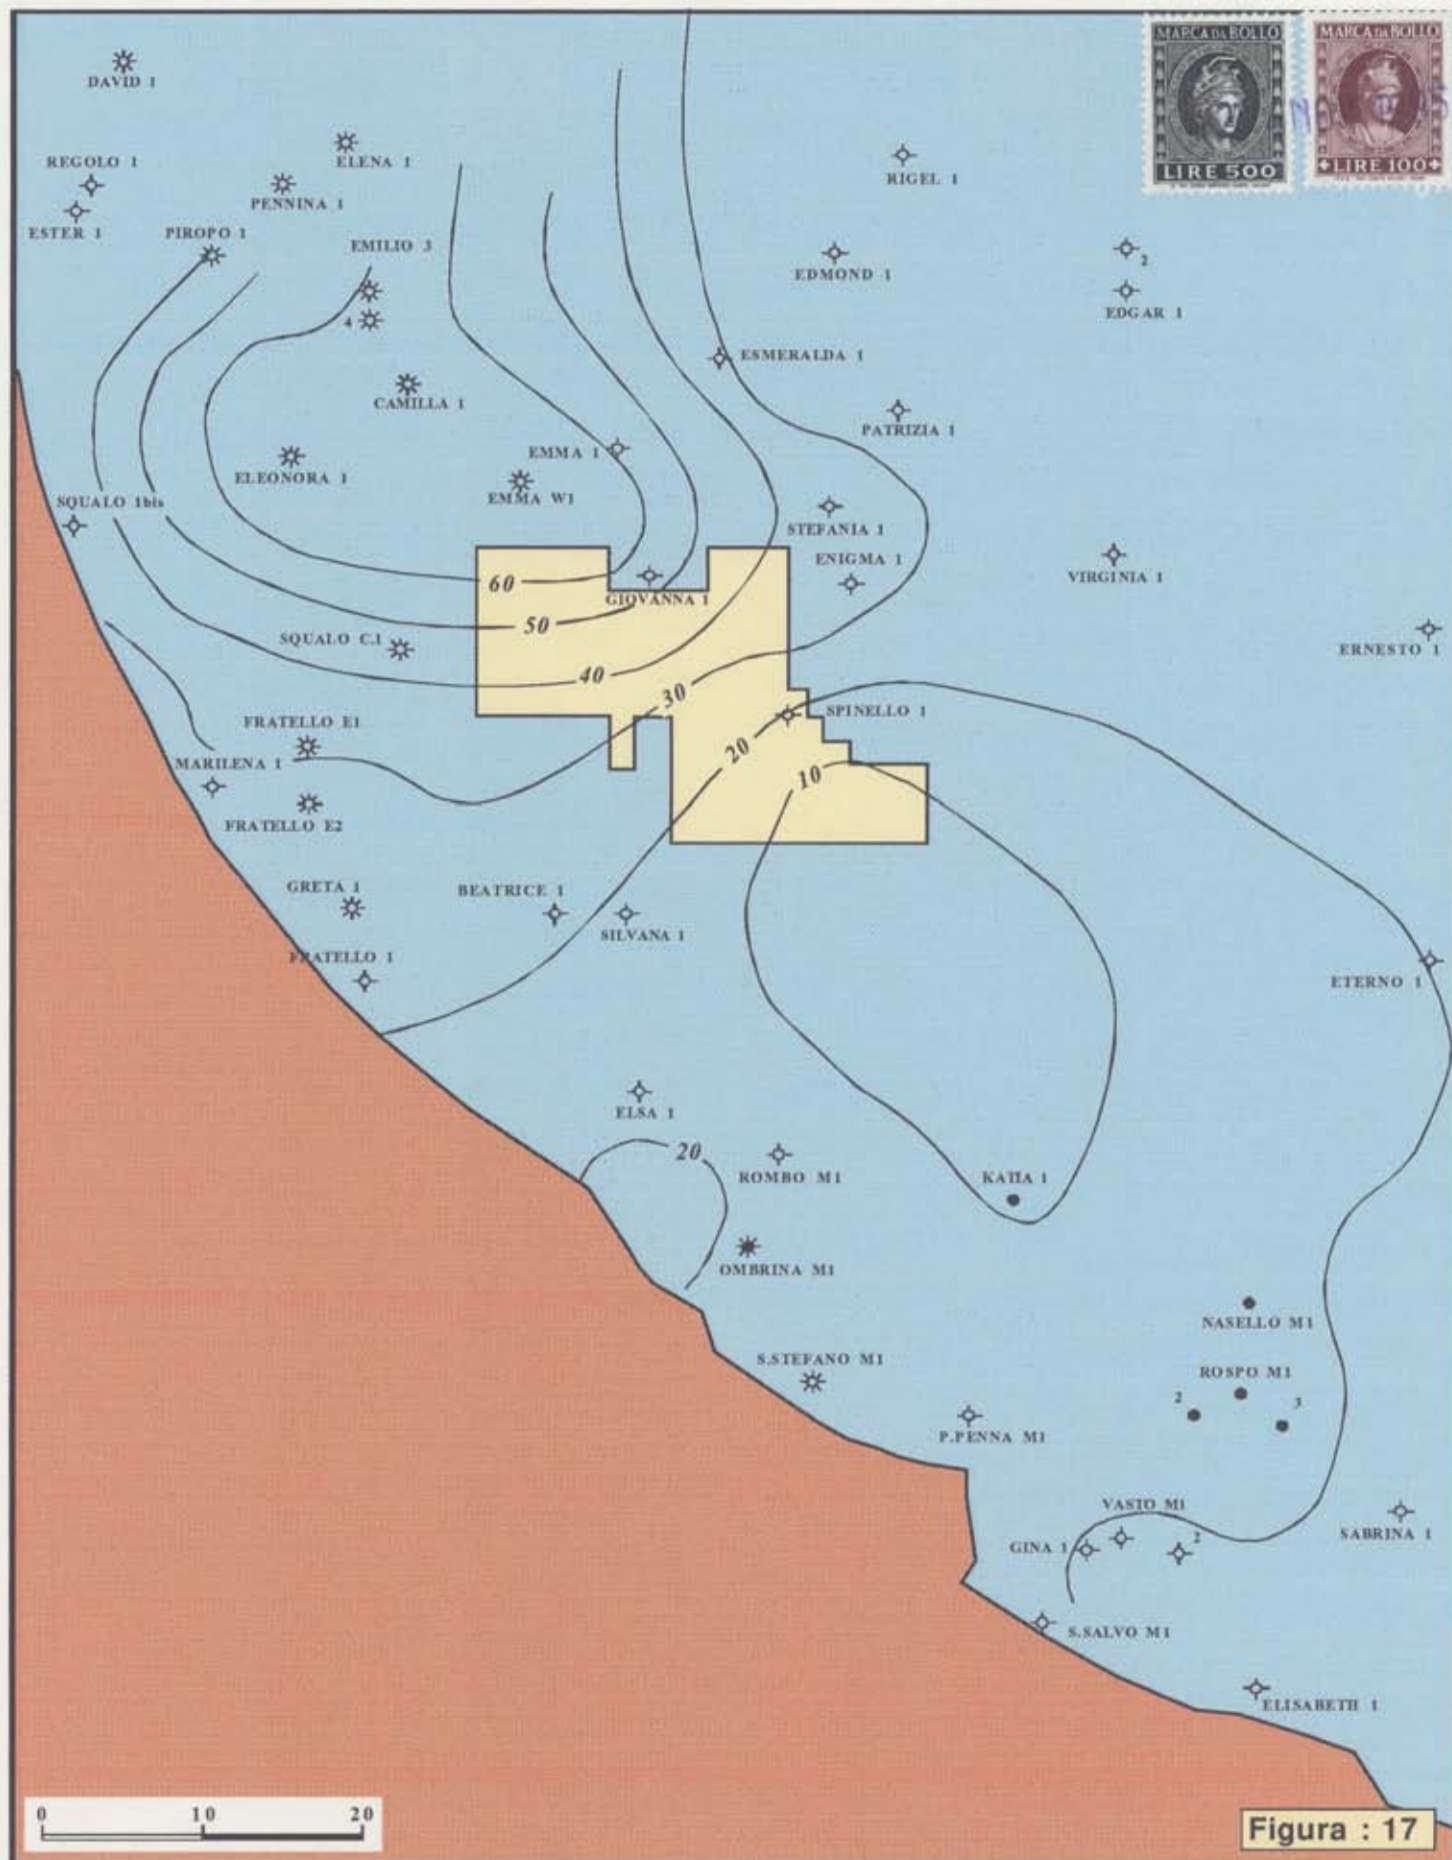 MARCA DA BOLLO
MARCA DA BOLLO
LIRE 500
LIRE 100
DAVID 1
ELENA 1
REGOLO 1
PENNINA 1
RIGEL 1
ESTER 1
PIROPO 1
EMILIO 3
4
EDMOND 1
2
EDGAR 1
ESMERALDA 1
CAMILLA 1
PATRIZIA 1
EMMA 1
ELEONORA 1
EMMA W1
SQUALO 1bis
STEFANIA 1
ENIGMA 1
VIRGINIA 1
60
GIOVANNA 1
50
SQUALO C.1
ERNESTO 1
40
30
FRATELLO E1
SPINELLO 1
20
MARILENA 1
10
FRATELLO E2
GRETA 1
BEATRICE 1
SILVANA 1
FRATELLO 1
ETERNO 1
ELSA 1
20
ROMBO M1
KATIA 1
OMBRINA M1
NASELLO M1
S.STEFANO M1
ROSPO M1
2
3
P.PENNA M1
VASTO M1
2
GINA 1
SABRINA 1
S.SALVO M1
ELISABETH 1
0 10 20
Figura : 17